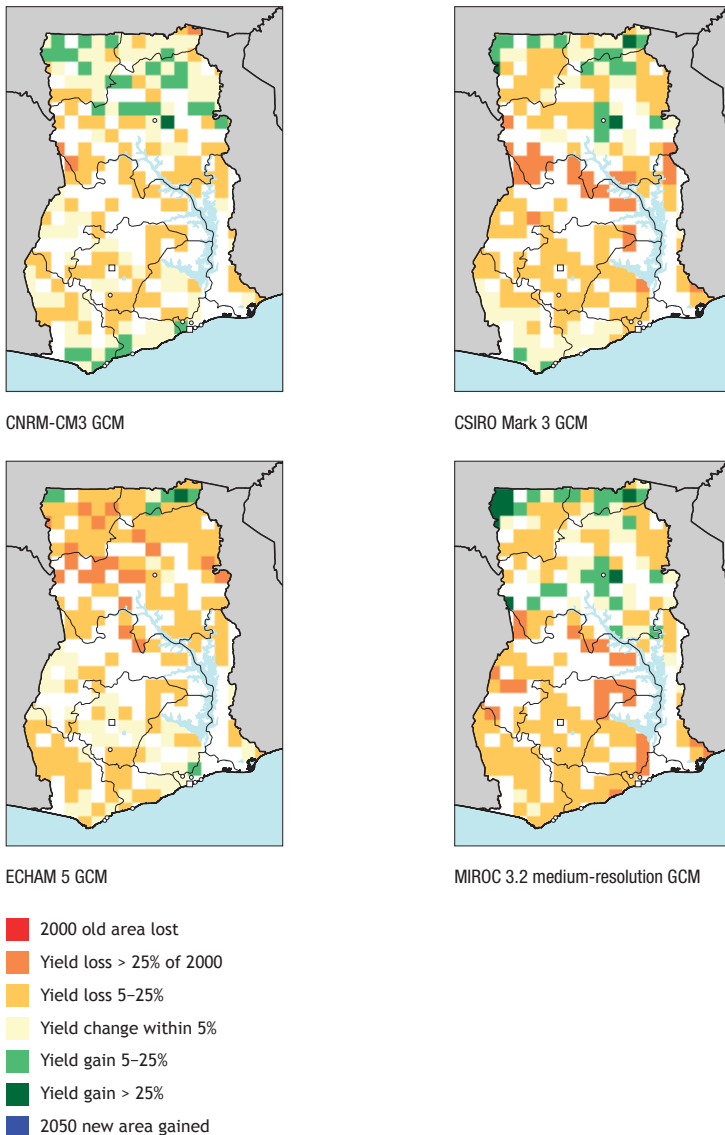 CNRM-CM3 GCM
CSIRO Mark 3 GCM
ECHAM 5 GCM
MIROC 3.2 medium-resolution GCM
2000 old area lost
Yield loss > 25% of 2000
Yield loss 5–25%
Yield change within 5%
Yield gain 5–25%
Yield gain > 25%
2050 new area gained